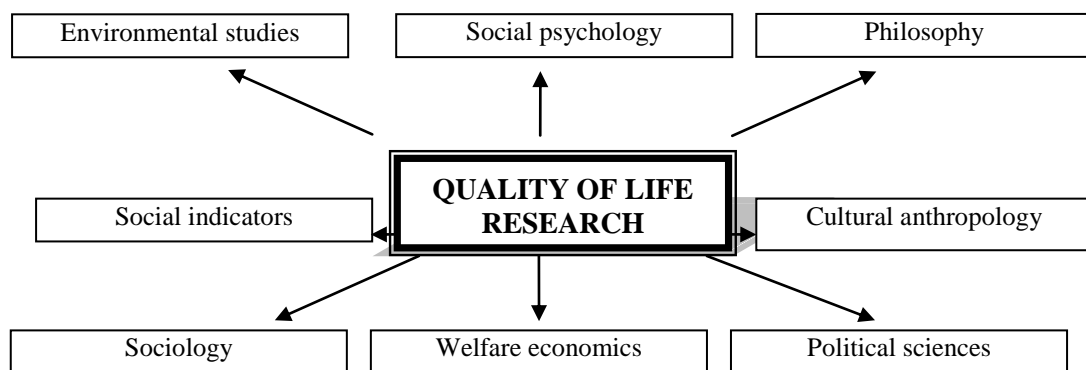 Environmental studies
Social psychology
Philosophy
QUALITY OF LIFE
RESEARCH
Social indicators
Cultural anthropology
Sociology
Welfare economics
Political sciences